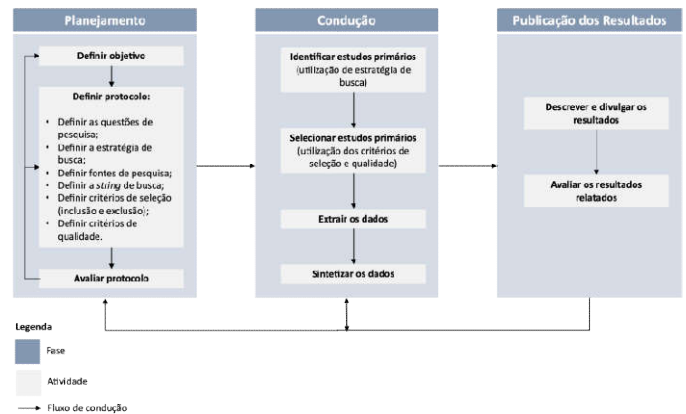 Planejamento
Definir objetivo
Definir protocolo:
• Definir as questões de
pesquisa;
• Definir a estratégia de
busca;
• Definir fontes de pesquisa;
• Definir a string de busca;
• Definir critérios de seleção
(inclusão e exclusão);
• Definir critérios de
qualidade.
Avaliar protocolo
Condução
Identificar estudos primários
(utilização de estratégia de
busca)
Selecionar estudos primários
(utilização dos critérios de
seleção e qualidade)
Extrair os dados
Sintetizar os dados
Publicação dos Resultados
Descrever e divulgar os
resultados
Avaliar os resultados
relatados
Legenda
Fase
Atividade
Fluxo de condução